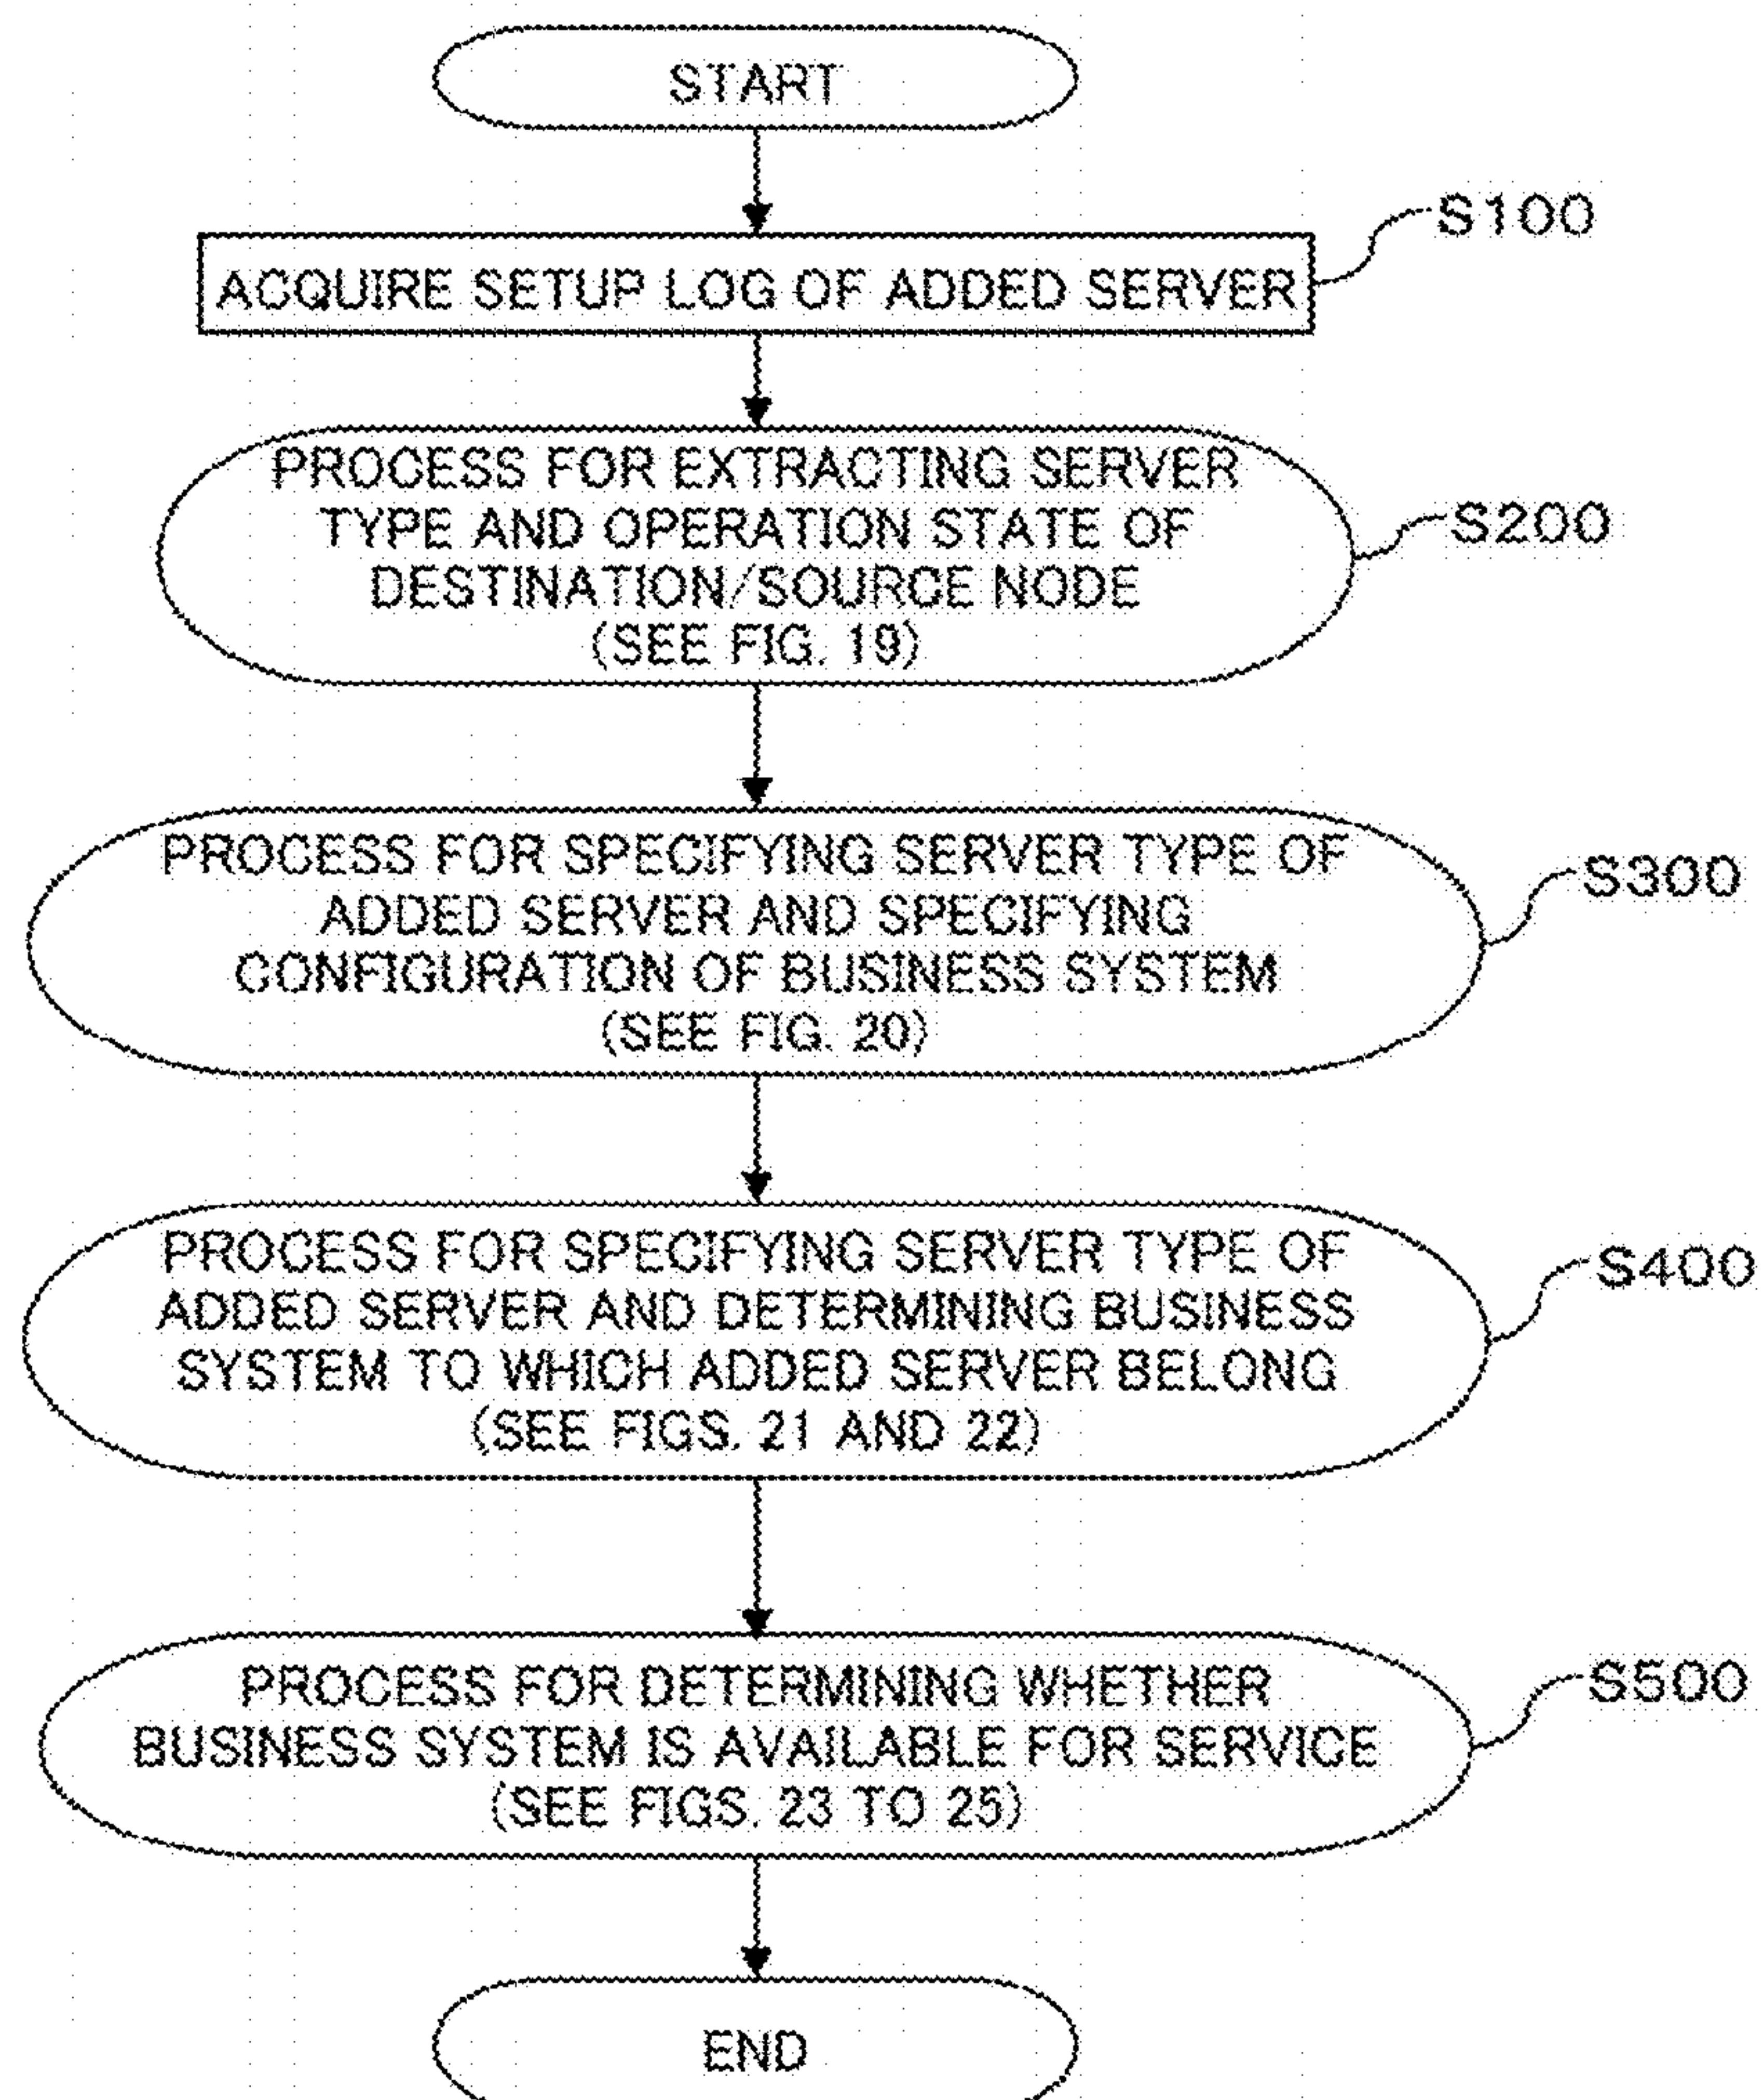 START
ACQUIRE SETUP LOG OF ADDED SERVER
S100
PROCESS FOR EXTRACTING SERVER
TYPE AND OPERATION STATE OF
DESTINATION/SOURCE NODE
(SEE FIG. 19)
S200
PROCESS FOR SPECIFYING SERVER TYPE OF
ADDED SERVER AND SPECIFYING
CONFIGURATION OF BUSINESS SYSTEM
(SEE FIG. 20)
S300
PROCESS FOR SPECIFYING SERVER TYPE OF
ADDED SERVER AND DETERMINING BUSINESS
SYSTEM TO WHICH ADDED SERVER BELONG
(SEE FIGS. 21 AND 22)
S400
PROCESS FOR DETERMINING WHETHER
BUSINESS SYSTEM IS AVAILABLE FOR SERVICE
(SEE FIGS. 23 TO 25)
S500
END